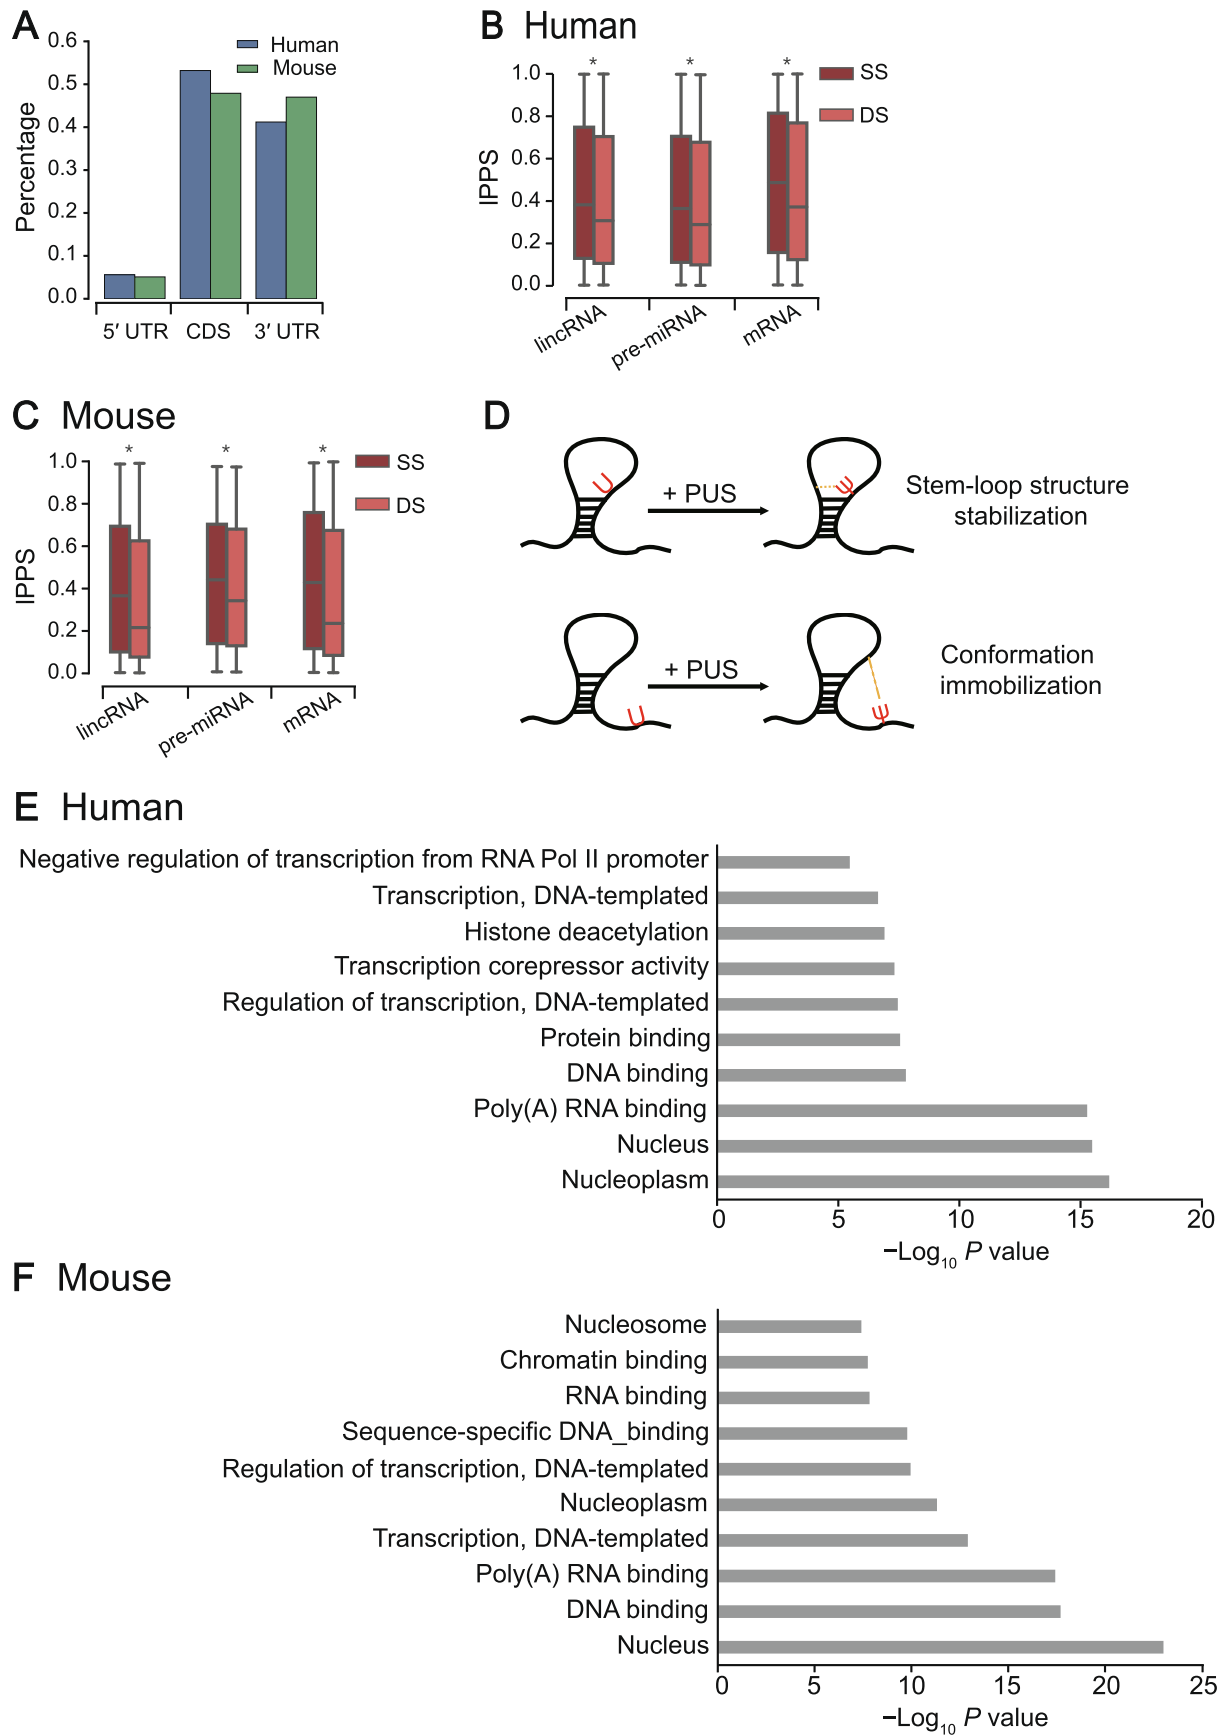 A
0.6
0.5
0.4
0.3
0.2
0.1
0.0
Percentage
Human
Mouse
5′ UTR
CDS
3′ UTR
B Human
1.0
0.8
0.6
0.4
0.2
0.0
IPPS
*
*
*
SS
DS
lincRNA
pre-miRNA
mRNA
C Mouse
1.0
0.8
0.6
0.4
0.2
0.0
IPPS
*
*
*
SS
DS
lincRNA
pre-miRNA
mRNA
D
U
+ PUS
Ψ
Stem-loop structure
stabilization
U
+ PUS
Ψ
Conformation
immobilization
E Human
Negative regulation of transcription from RNA Pol II promoter
Transcription, DNA-templated
Histone deacetylation
Transcription corepressor activity
Regulation of transcription, DNA-templated
Protein binding
DNA binding
Poly(A) RNA binding
Nucleus
Nucleoplasm
0 5 10 15 20
−Log₁₀ P value
F Mouse
Nucleosome
Chromatin binding
RNA binding
Sequence-specific DNA_binding
Regulation of transcription, DNA-templated
Nucleoplasm
Transcription, DNA-templated
Poly(A) RNA binding
DNA binding
Nucleus
0 5 10 15 20 25
−Log₁₀ P value